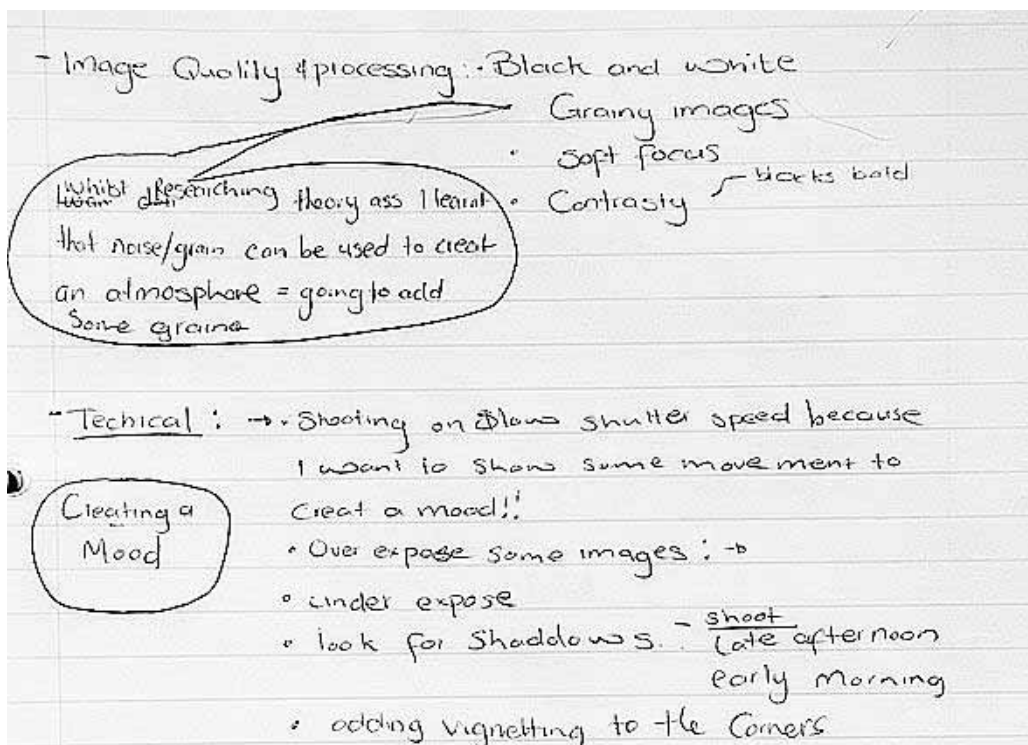 - Image Quality & processing: · Black and white
Grainy images
· Soft focus
· Contrasty
blacks bold
Whilst Researching theory ass I learnt
that noise/grain can be used to creat
an atmosphere = going to add
Some
- Techical : → · Shooting on Slow shutter speed because
I want to show some movement to
creat a mood!!
Creating a
Mood
· Over expose some images : →
· under expose
· look for Shaddows. - shoot
late afternoon
early morning
· adding vignetting to the Corners